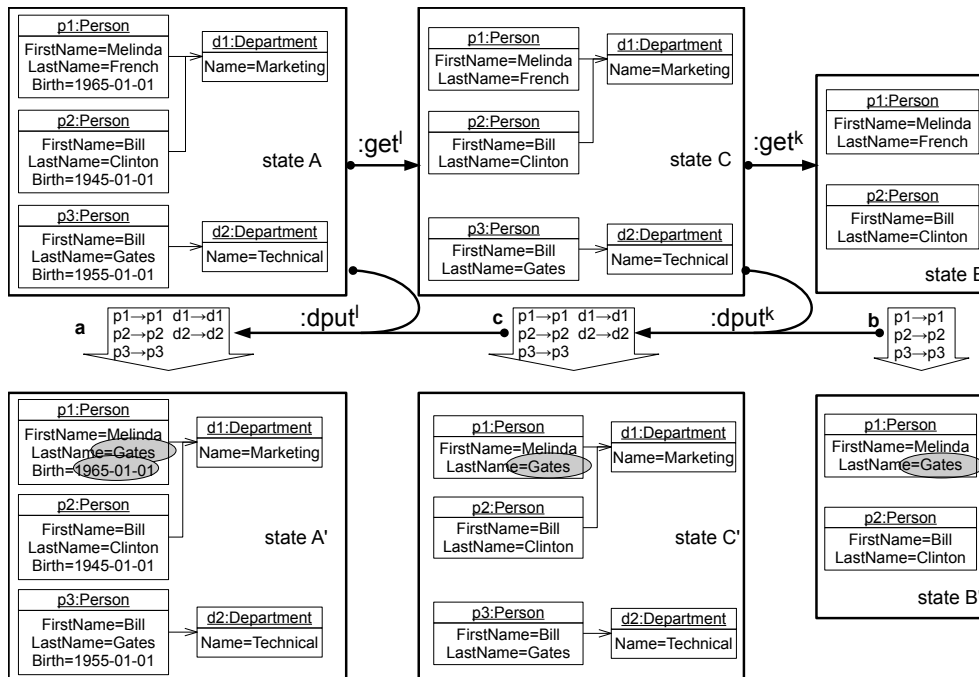 p1:Person
FirstName=Melinda
LastName=French
Birth=1965-01-01
d1:Department
Name=Marketing
p2:Person
FirstName=Bill
LastName=Clinton
Birth=1945-01-01
state A
p3:Person
FirstName=Bill
LastName=Gates
Birth=1955-01-01
d2:Department
Name=Technical
:get^l
p1:Person
FirstName=Melinda
LastName=French
d1:Department
Name=Marketing
p2:Person
FirstName=Bill
LastName=Clinton
state C
p3:Person
FirstName=Bill
LastName=Gates
d2:Department
Name=Technical
:get^k
p1:Person
FirstName=Melinda
LastName=French
p2:Person
FirstName=Bill
LastName=Clinton
state B
a
p1→p1 d1→d1
p2→p2 d2→d2
p3→p3
:dput^l
c
p1→p1 d1→d1
p2→p2 d2→d2
p3→p3
:dput^k
b
p1→p1
p2→p2
p3→p3
p1:Person
FirstName=Melinda
LastName=Gates
Birth=1965-01-01
d1:Department
Name=Marketing
p2:Person
FirstName=Bill
LastName=Clinton
Birth=1945-01-01
state A'
p3:Person
FirstName=Bill
LastName=Gates
Birth=1955-01-01
d2:Department
Name=Technical
p1:Person
FirstName=Melinda
LastName=Gates
d1:Department
Name=Marketing
p2:Person
FirstName=Bill
LastName=Clinton
state C'
p3:Person
FirstName=Bill
LastName=Gates
d2:Department
Name=Technical
p1:Person
FirstName=Melinda
LastName=Gates
p2:Person
FirstName=Bill
LastName=Clinton
state B'